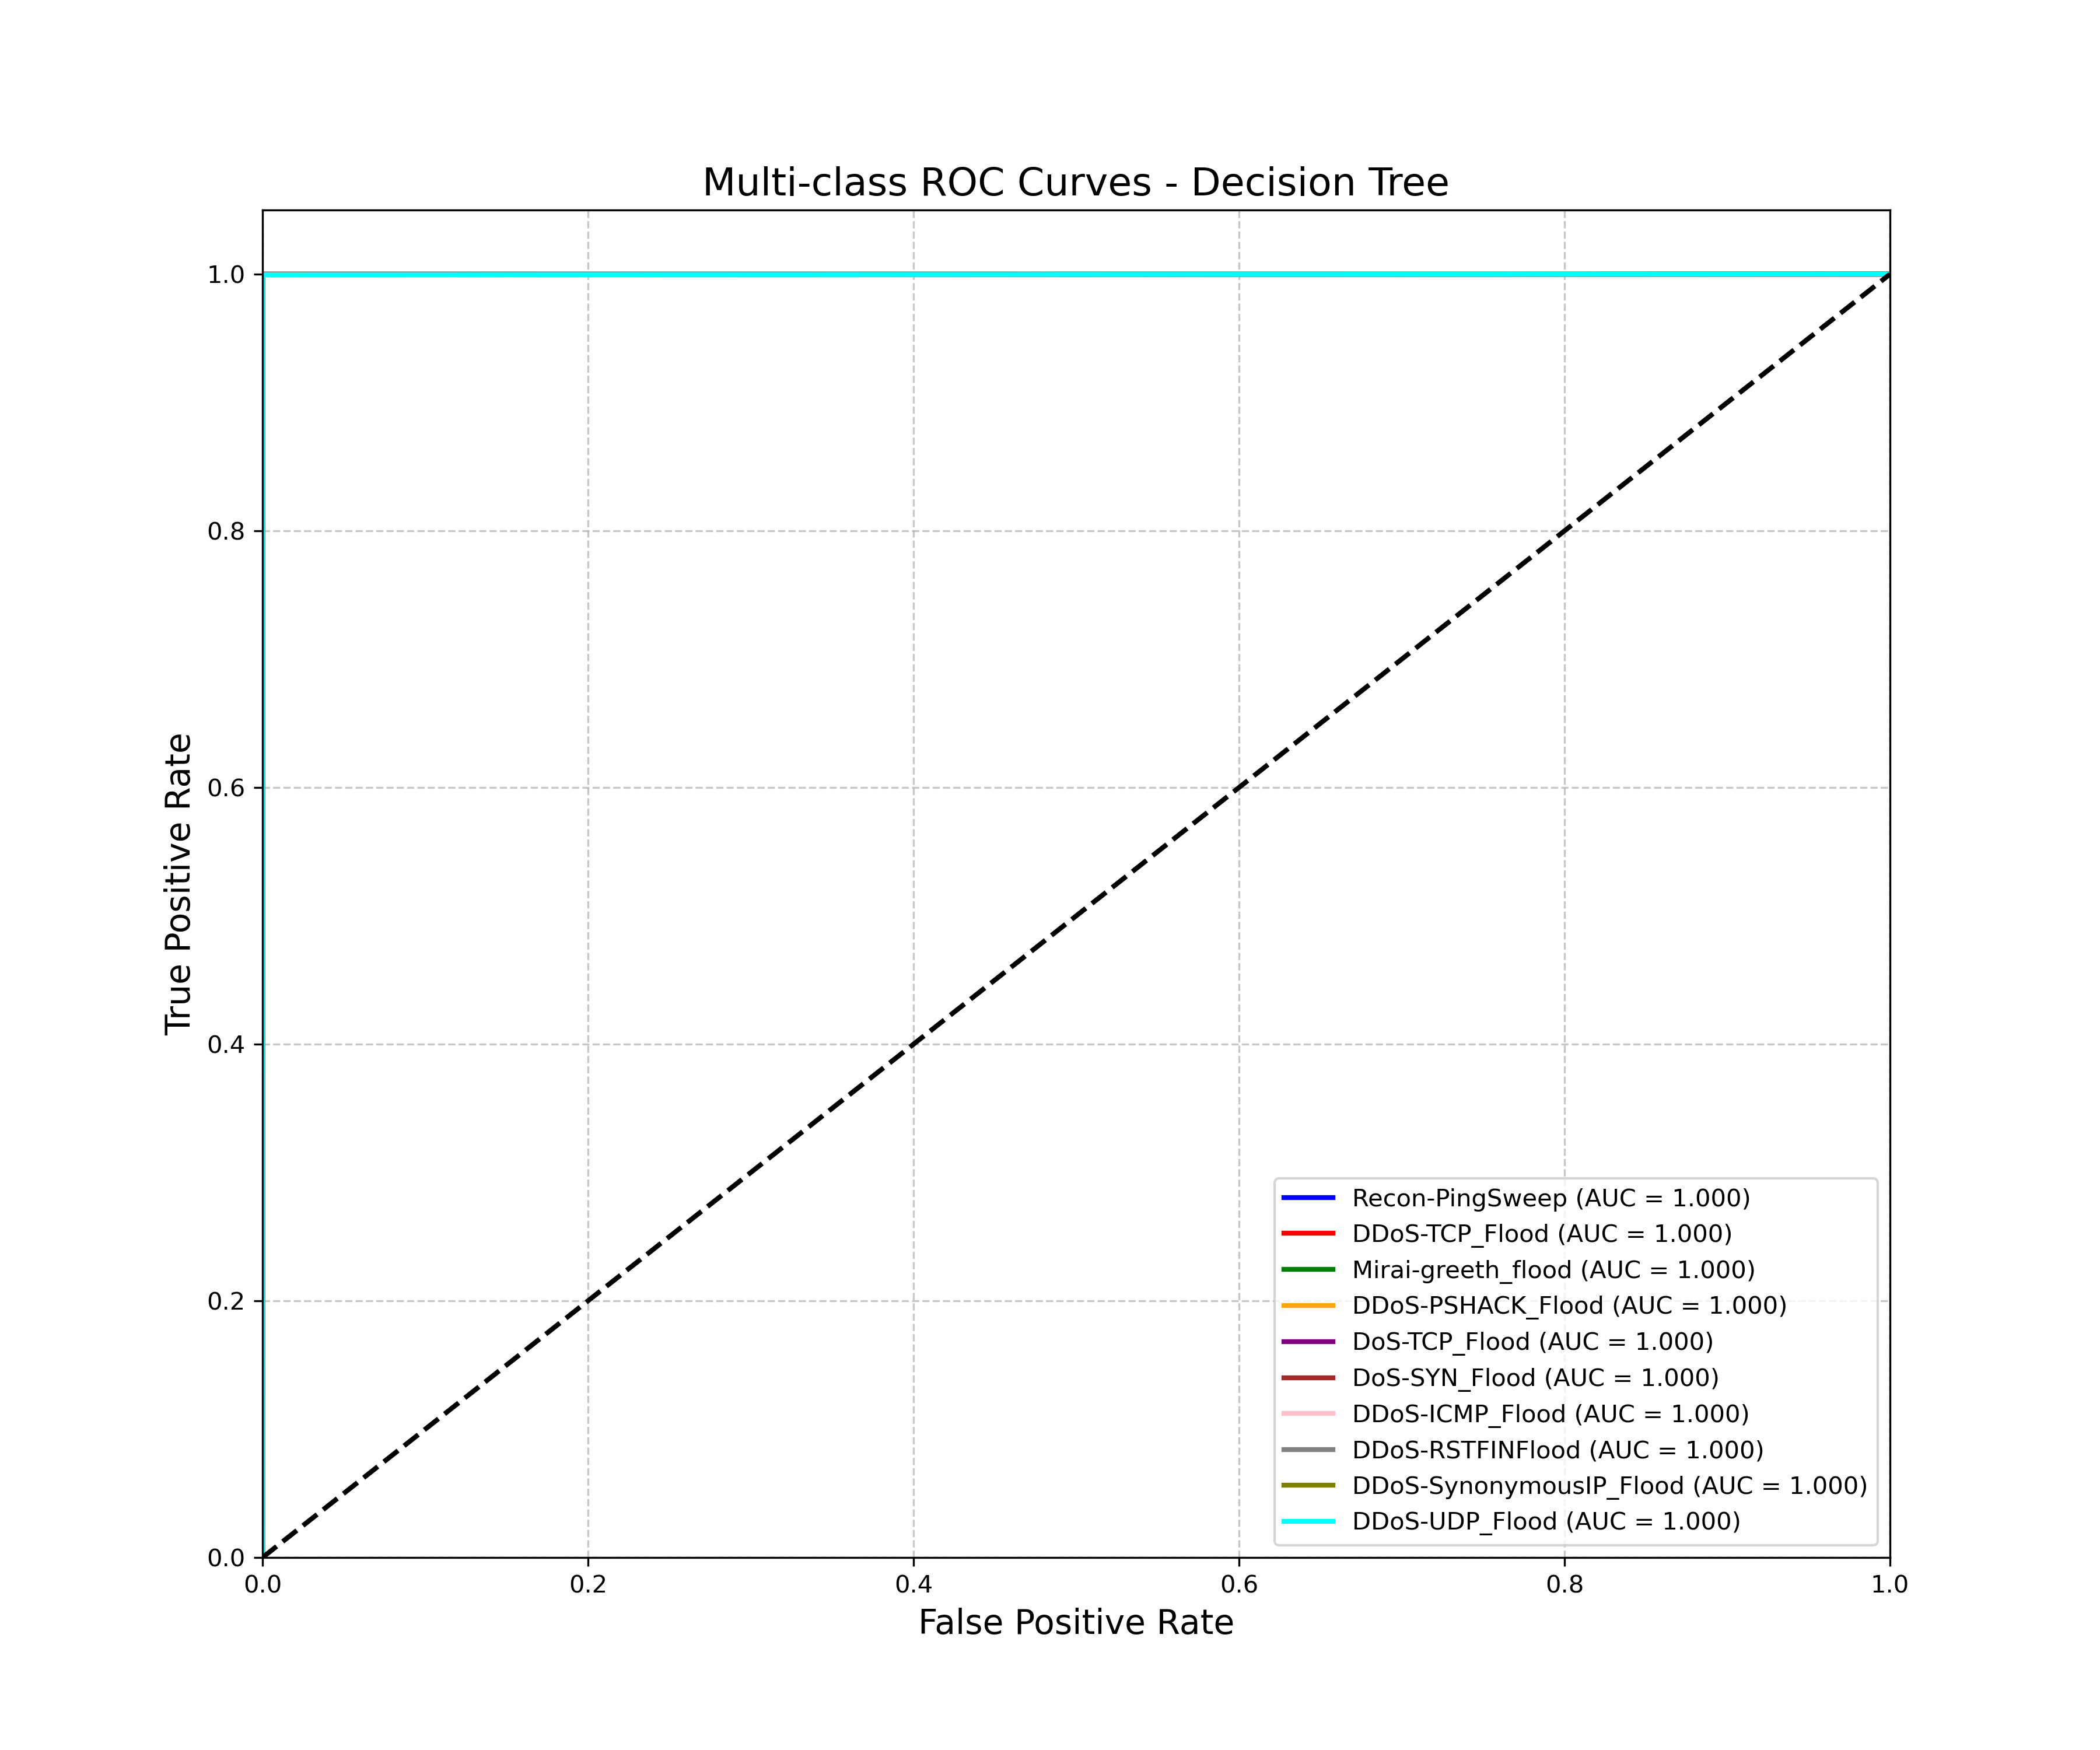 Multi-class ROC Curves - Decision Tree
1.0
0.8
0.6
0.4
0.2
0.0
True Positive Rate
0.0 0.2 0.4 0.6 0.8 1.0
False Positive Rate
Recon-PingSweep (AUC = 1.000)
DDoS-TCP_Flood (AUC = 1.000)
Mirai-greeth_flood (AUC = 1.000)
DDoS-PSHACK_Flood (AUC = 1.000)
DoS-TCP_Flood (AUC = 1.000)
DoS-SYN_Flood (AUC = 1.000)
DDoS-ICMP_Flood (AUC = 1.000)
DDoS-RSTFINFlood (AUC = 1.000)
DDoS-SynonymousIP_Flood (AUC = 1.000)
DDoS-UDP_Flood (AUC = 1.000)